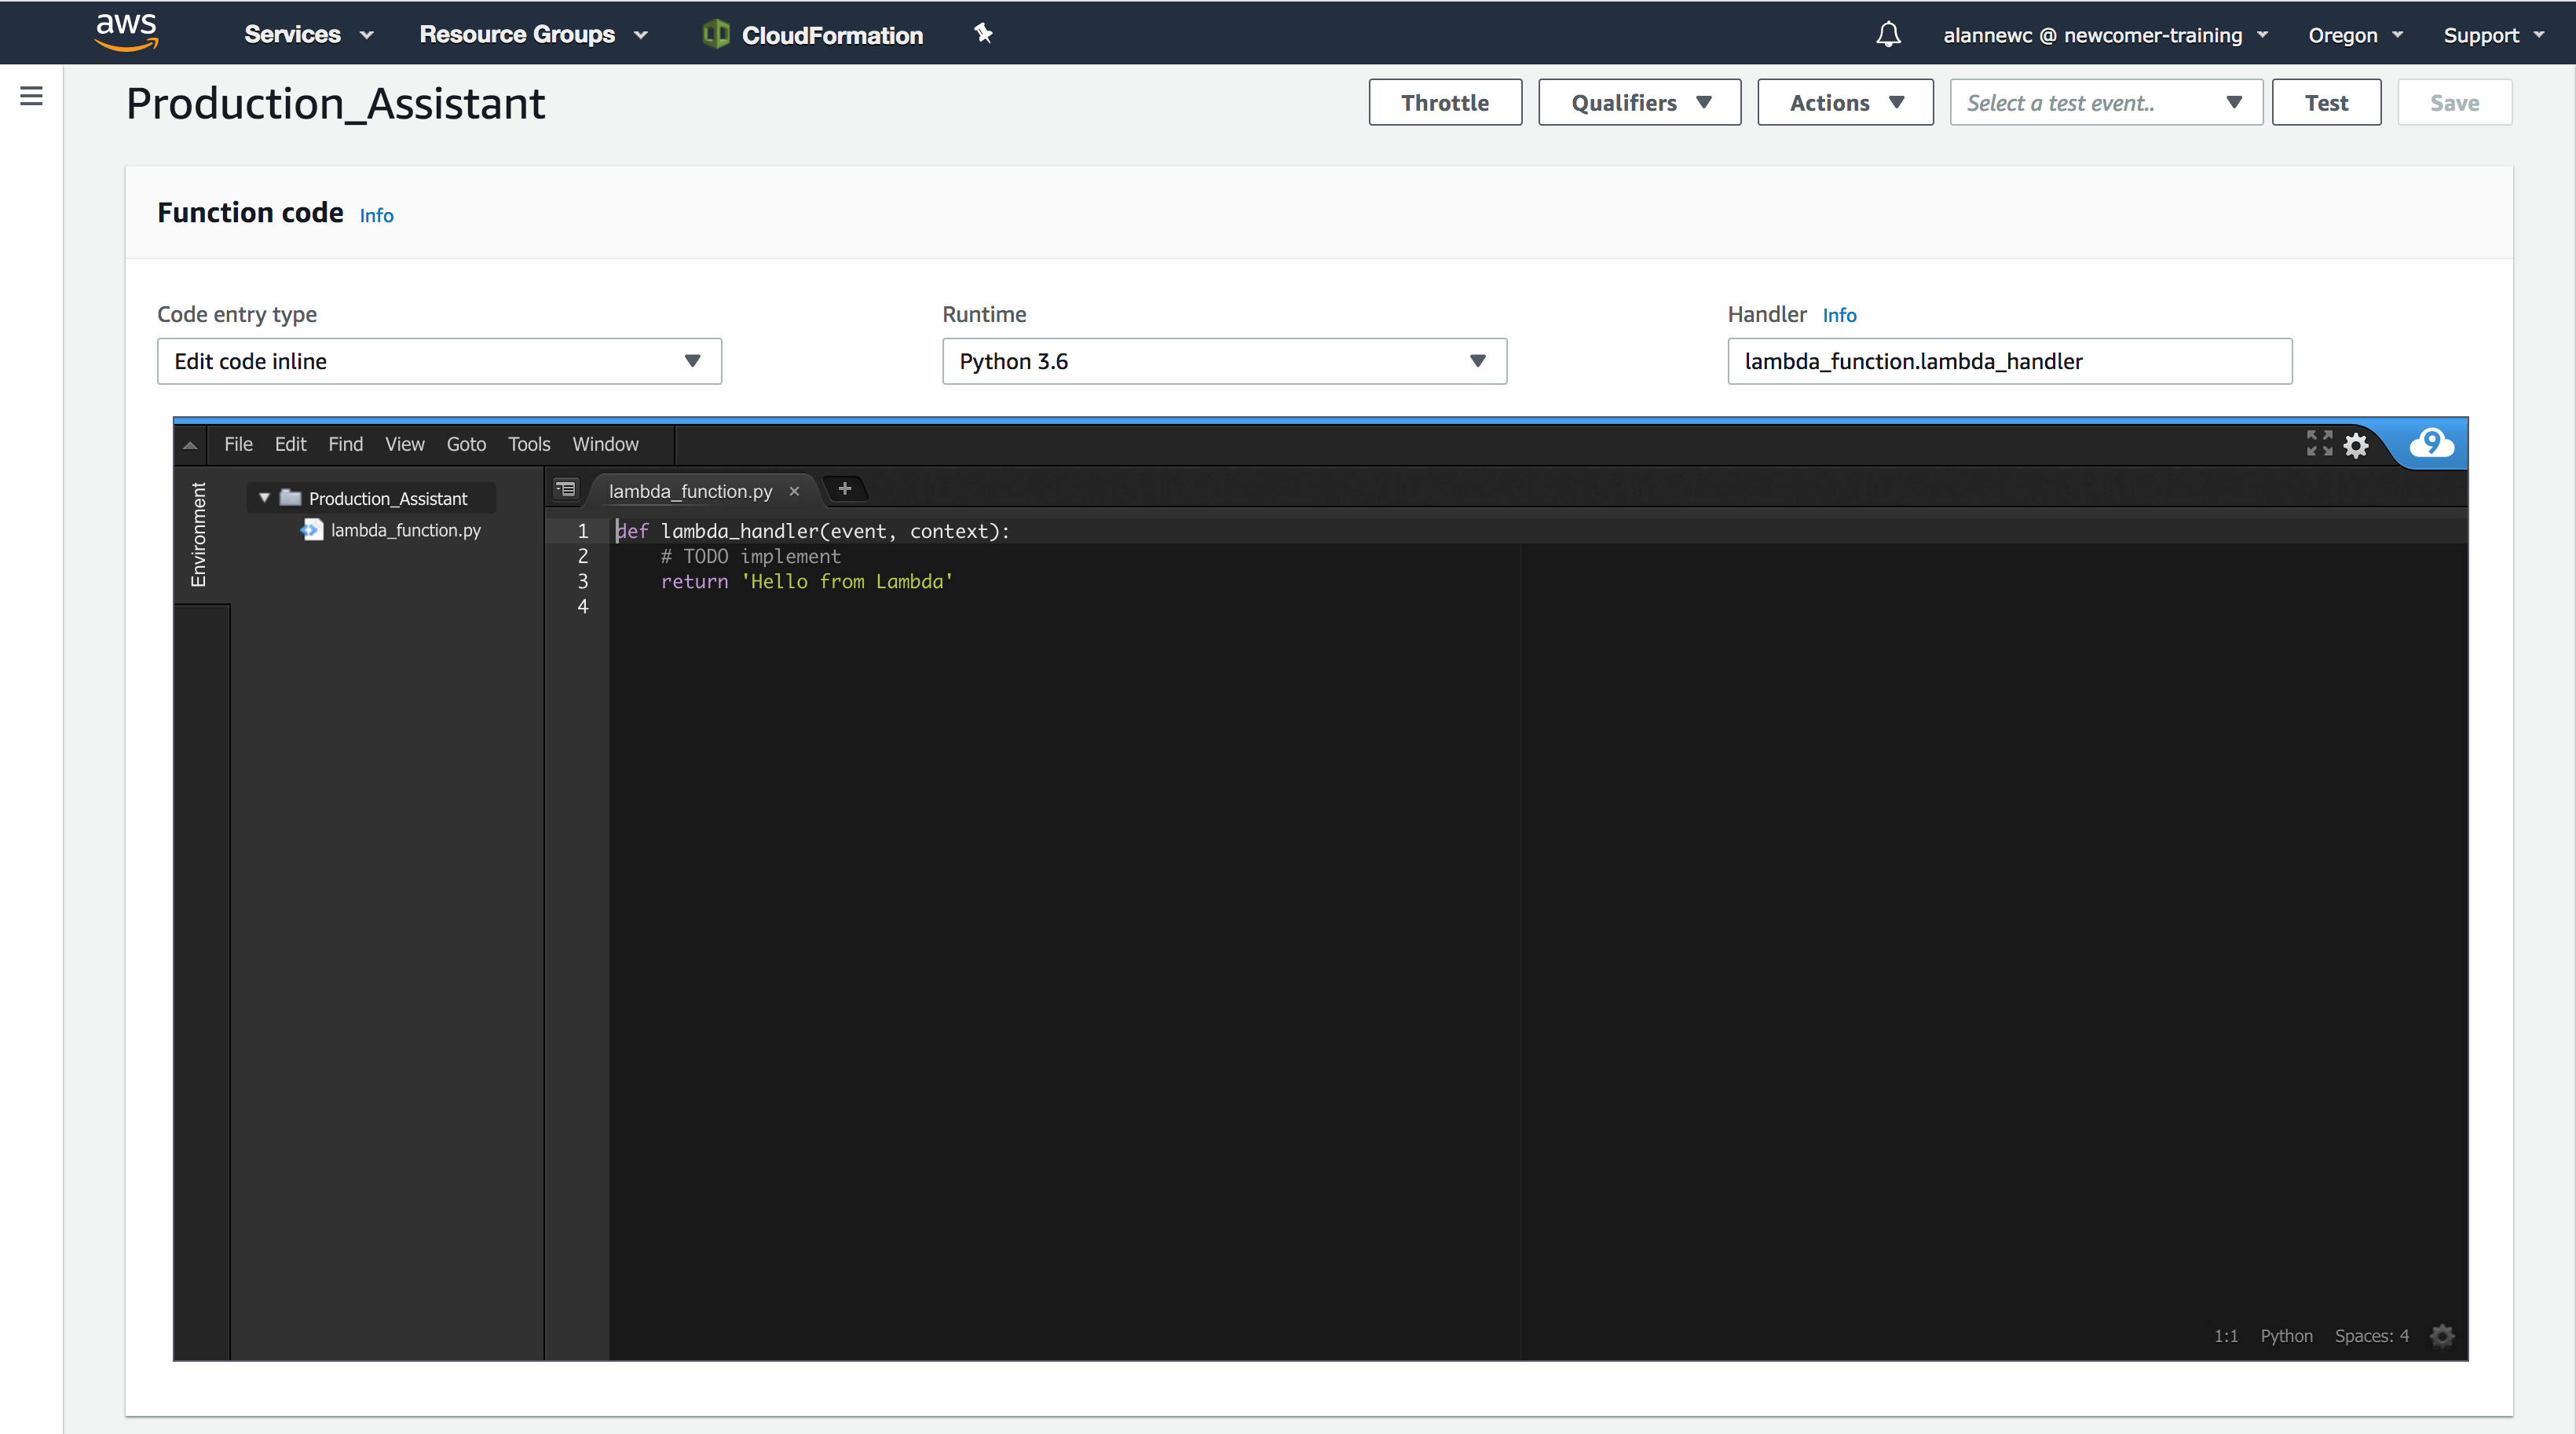 aws Services Resource Groups CloudFormation alannewc @ newcomer-training Oregon Support
Production_Assistant Throttle Qualifiers Actions Select a test event.. Test Save
Function code Info
Code entry type Runtime Handler Info
Edit code inline Python 3.6 lambda_function.lambda_handler
File Edit Find View Goto Tools Window 9
Environment
Production_Assistant
lambda_function.py
lambda_function.py
1 def lambda_handler(event, context):
2 # TODO implement
3 return 'Hello from Lambda'
4
1:1 Python Spaces: 4